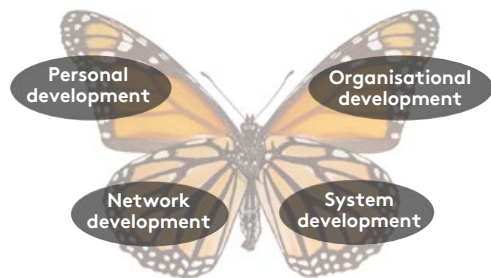 Personal
development
Organisational
development
Network
development
System
development